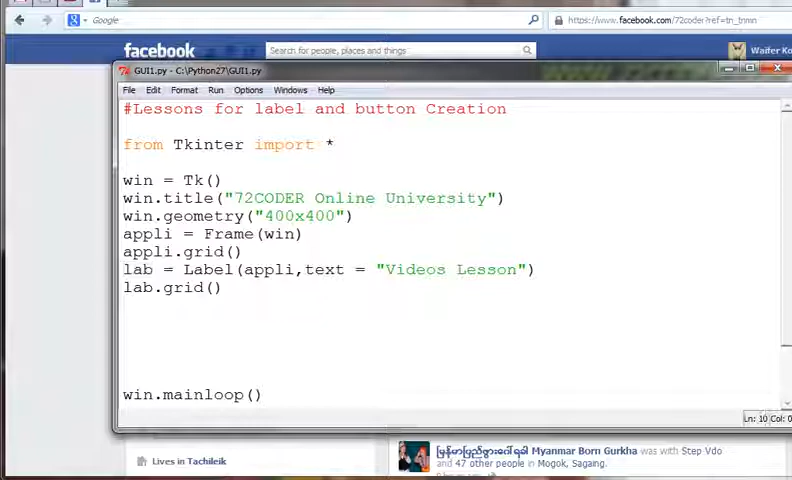 Google
https://www.facebook.com/72coder?ref=tn_tnmn
facebook
Search for people, places and things
Waifer Ko
GUI1.py - C:\Python27\GUI1.py
File Edit Format Run Options Windows Help
#Lessons for label and button Creation
from Tkinter import *
win = Tk()
win.title("72CODER Online University")
win.geometry("400x400")
appli = Frame(win)
appli.grid()
lab = Label(appli,text = "Videos Lesson")
lab.grid()
win.mainloop()
Ln: 10 Col: 0
Lives in Tachileik
Myanmar Born Gurkha was with Step Vdo
and 47 other people in Mogok, Sagaing.